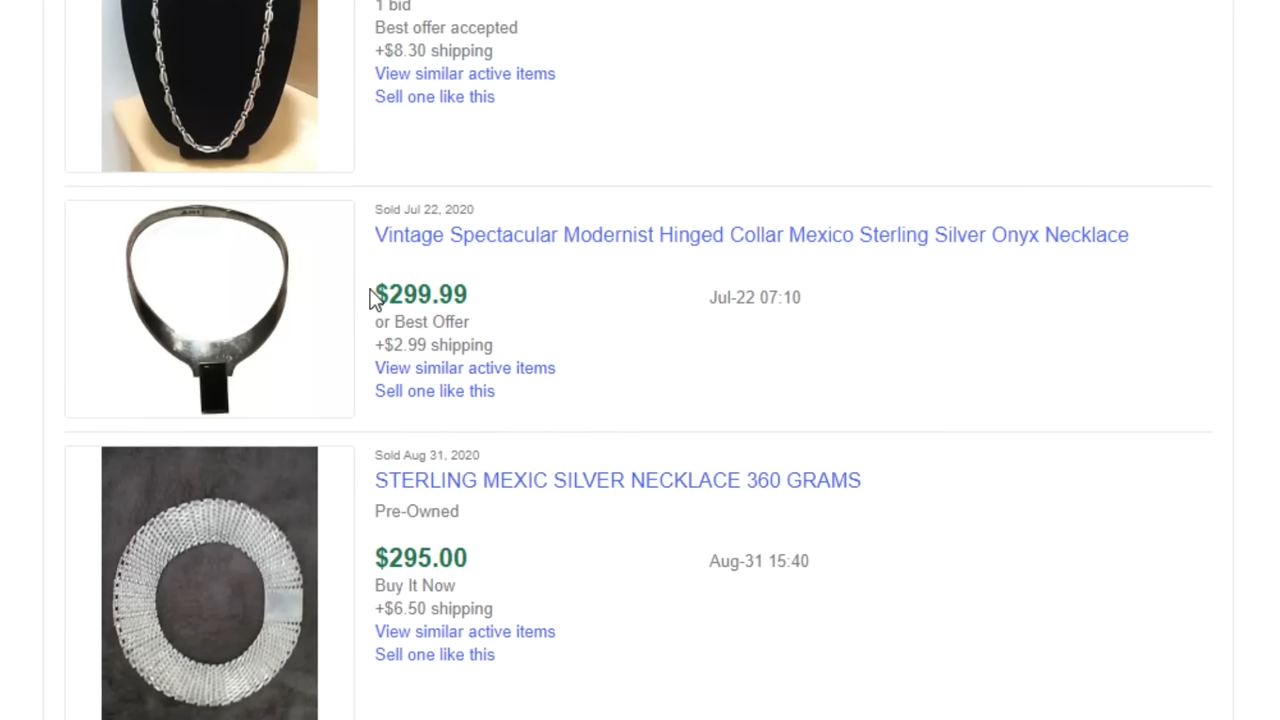 1 bid
Best offer accepted
+$8.30 shipping
View similar active items
Sell one like this
Sold Jul 22, 2020
Vintage Spectacular Modernist Hinged Collar Mexico Sterling Silver Onyx Necklace
$299.99
Jul-22 07:10
or Best Offer
+$2.99 shipping
View similar active items
Sell one like this
Sold Aug 31, 2020
STERLING MEXIC SILVER NECKLACE 360 GRAMS
Pre-Owned
$295.00
Aug-31 15:40
Buy It Now
+$6.50 shipping
View similar active items
Sell one like this